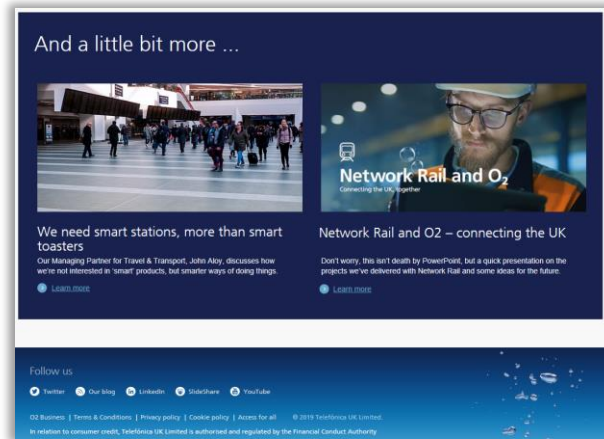 And a little bit more ...
Network Rail and O₂
Connecting the UK, together
We need smart stations, more than smart
toasters
Our Managing Partner for Travel & Transport, John Aloy, discusses how
we're not interested in 'smart' products, but smarter ways of doing things.
Learn more
Network Rail and O2 – connecting the UK
Don't worry, this isn't death by PowerPoint, but a quick presentation on the
projects we've delivered with Network Rail and some ideas for the future.
Learn more
Follow us
Twitter Our blog LinkedIn SlideShare YouTube
O2 Business | Terms & Conditions | Privacy policy | Cookie policy | Access for all © 2019 Telefónica UK Limited.
In relation to consumer credit, Telefónica UK Limited is authorised and regulated by the Financial Conduct Authority